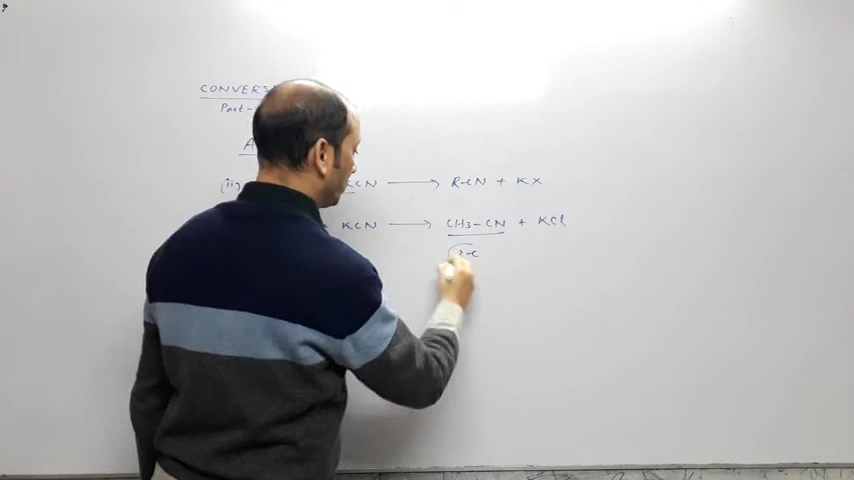 CONVERS
Part-
A
(ii) KCN → R-CN + KX
KCN → CH3-CN + KCl
2-C